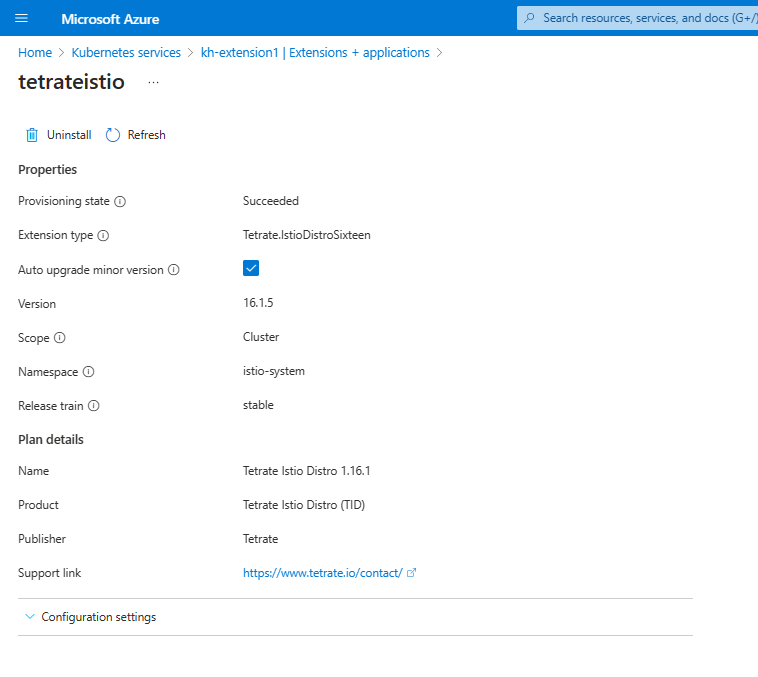 Microsoft Azure
Search resources, services, and docs (G+/)
Home > Kubernetes services > kh-extension1 | Extensions + applications >
tetrateistio ...
Uninstall Refresh
Properties
Provisioning state Succeeded
Extension type Tetrate.IstioDistroSixteen
Auto upgrade minor version
Version 16.1.5
Scope Cluster
Namespace istio-system
Release train stable
Plan details
Name Tetrate Istio Distro 1.16.1
Product Tetrate Istio Distro (TID)
Publisher Tetrate
Support link https://www.tetrate.io/contact/
Configuration settings